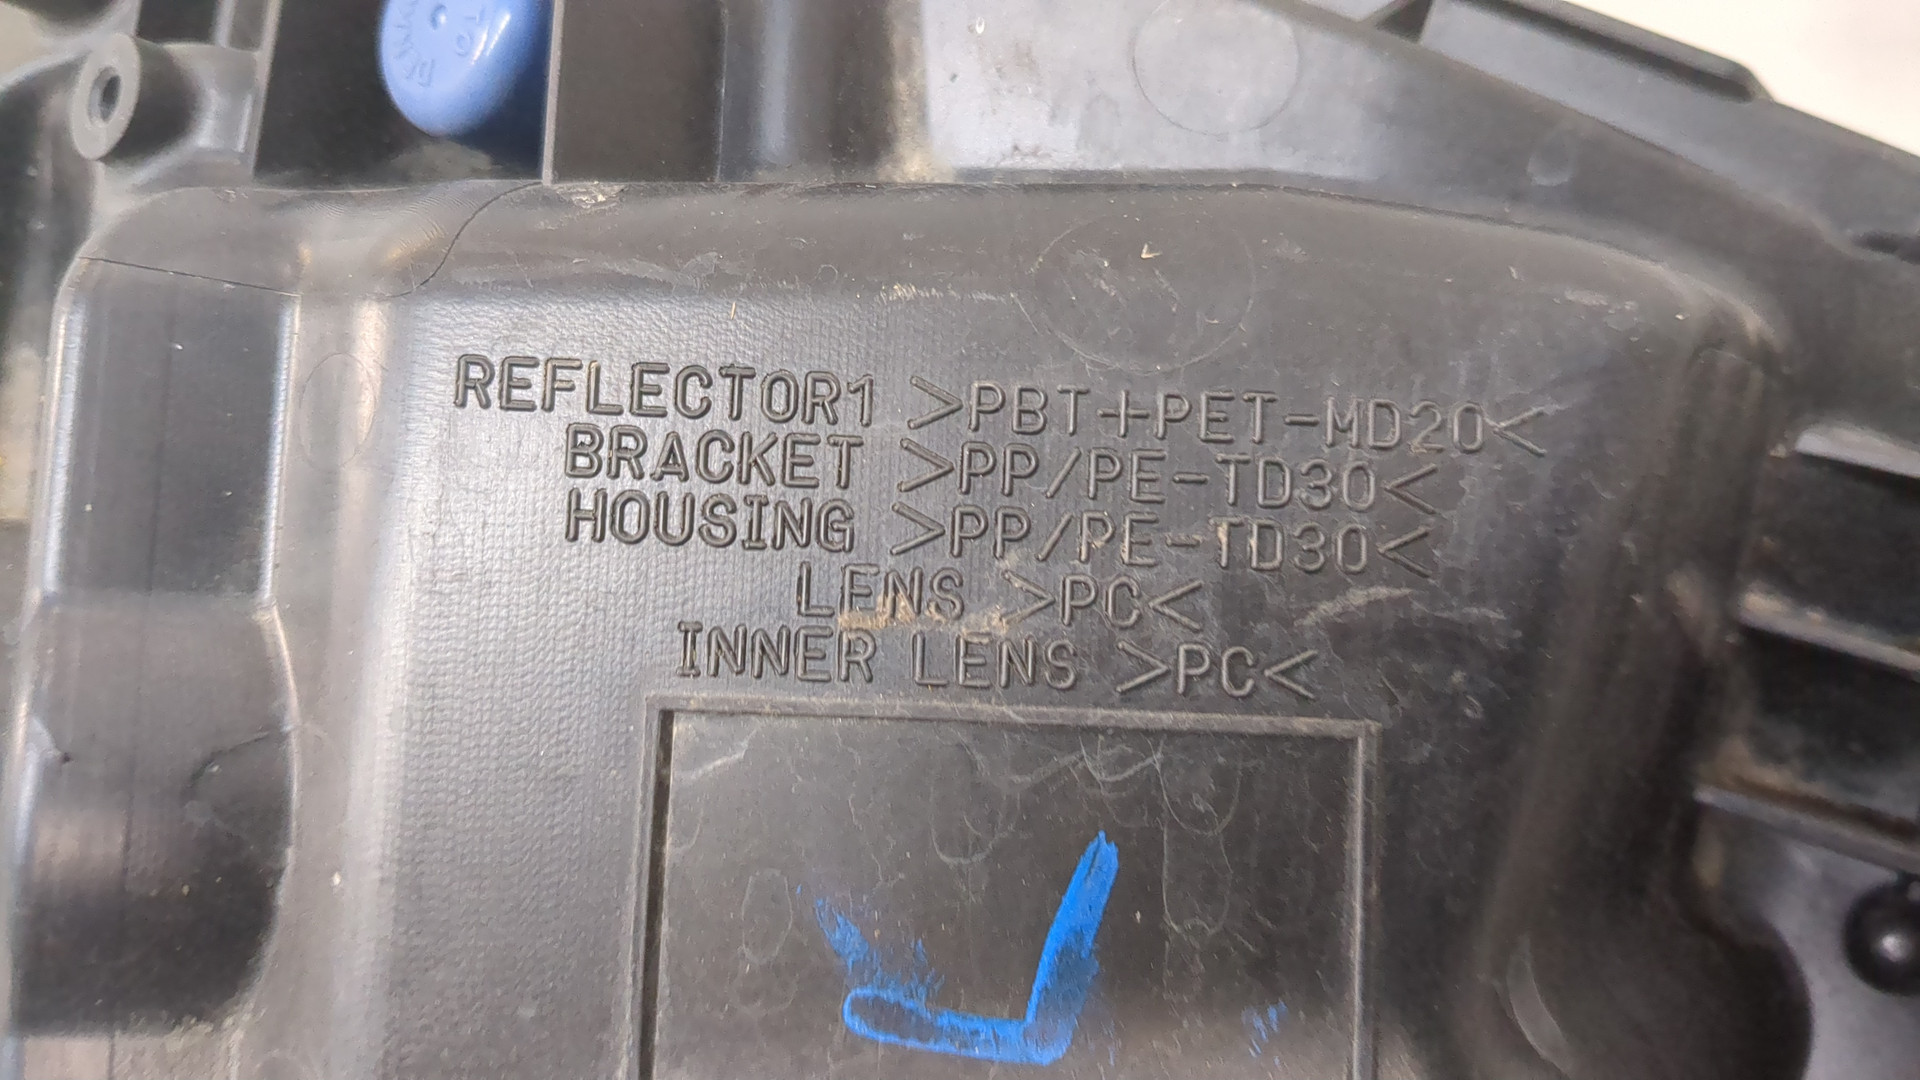 REFLECTOR1 >PBT+PET-MD20<
BRACKET >PP/PE-TD30<
HOUSING >PP/PE-TD30<
LENS >PC<
INNER LENS >PC<